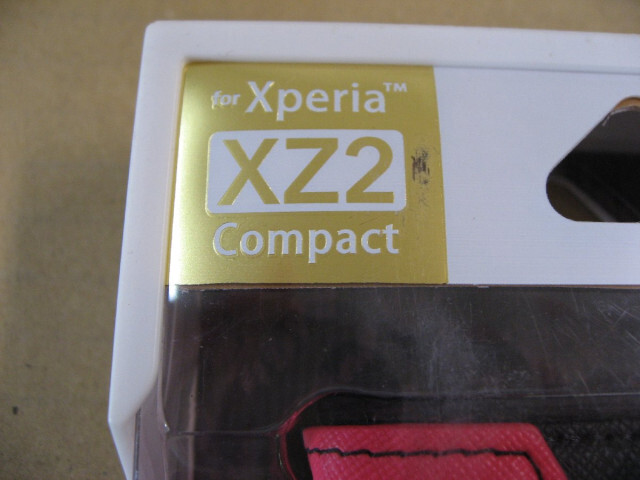 for Xperia™
XZ2
Compact